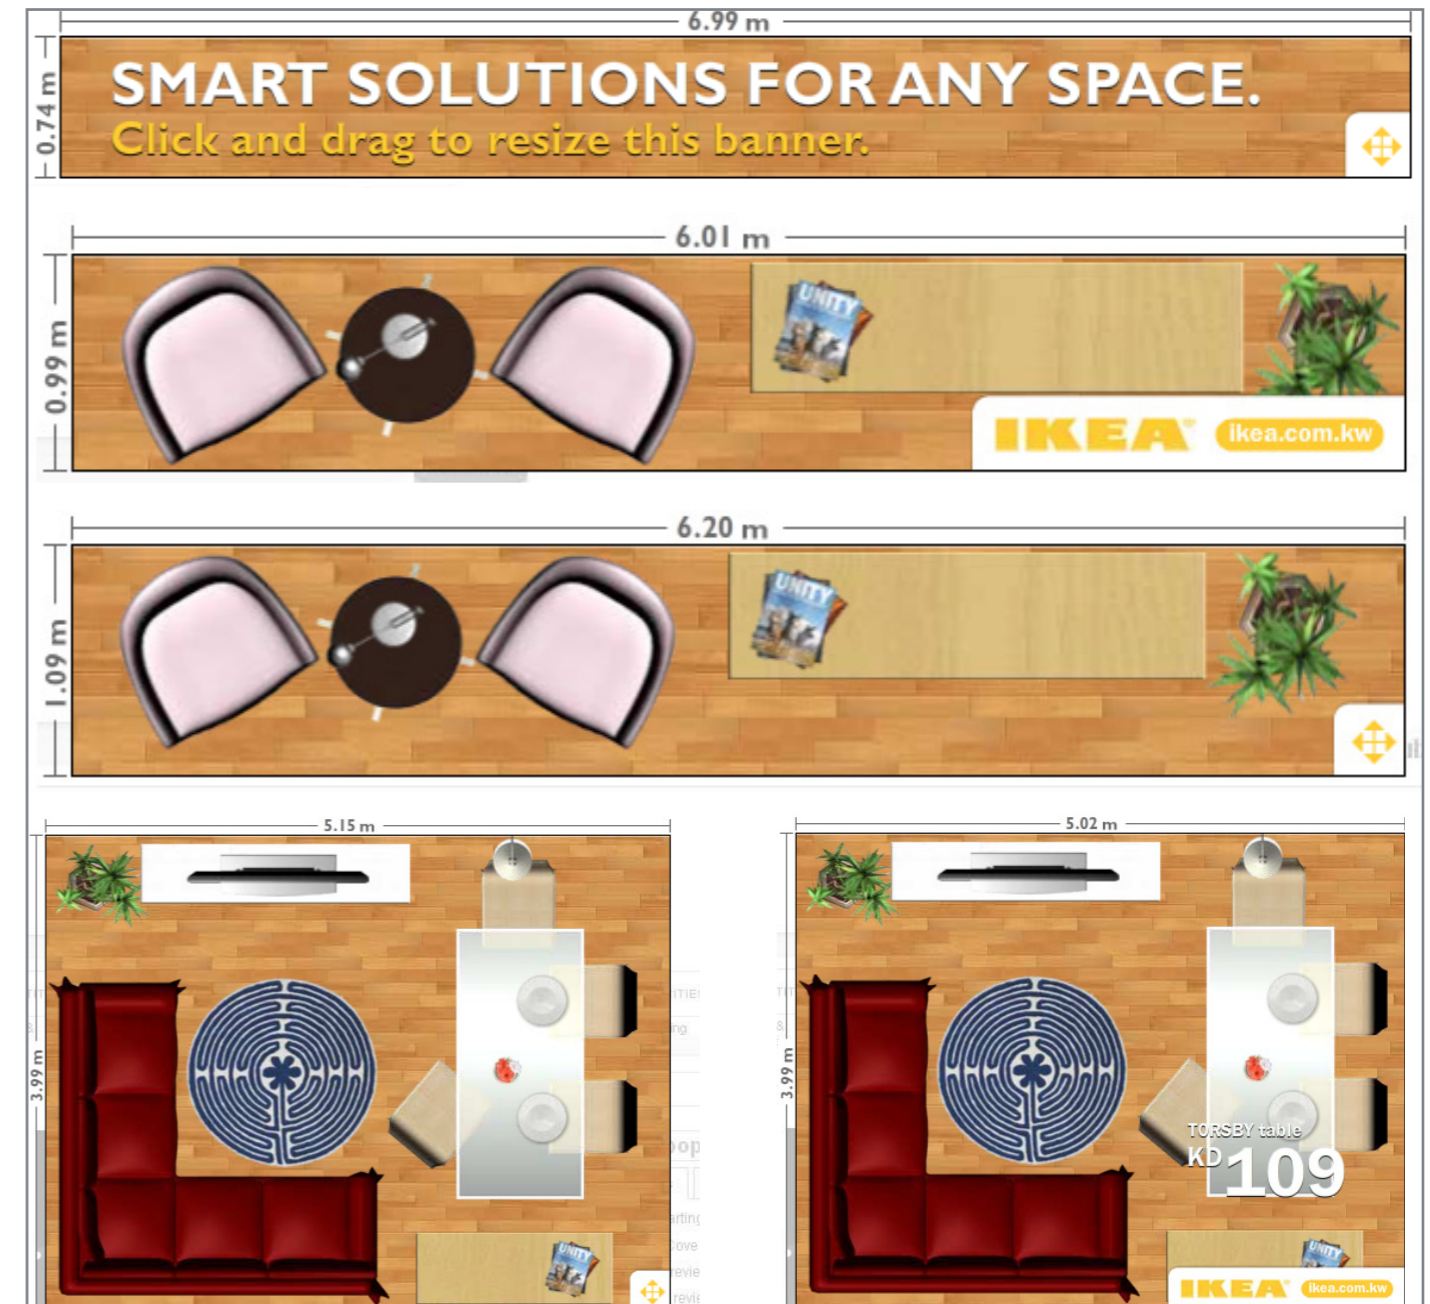 6.99 m
0.74 m
SMART SOLUTIONS FOR ANY SPACE.
Click and drag to resize this banner.
6.01 m
0.99 m
UNITY
IKEA® ikea.com.kw
6.20 m
1.09 m
UNITY
5.15 m
3.99 m
UNITY
5.02 m
3.99 m
TORSBY table
KD 109
UNITY
IKEA® ikea.com.kw